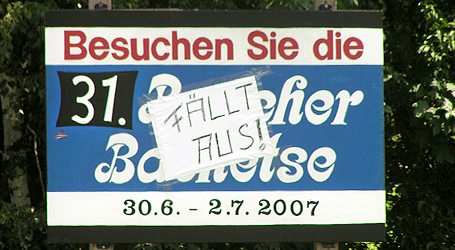 Besuchen Sie die
31.
FÄLLT
AUS!
30.6. - 2.7. 2007